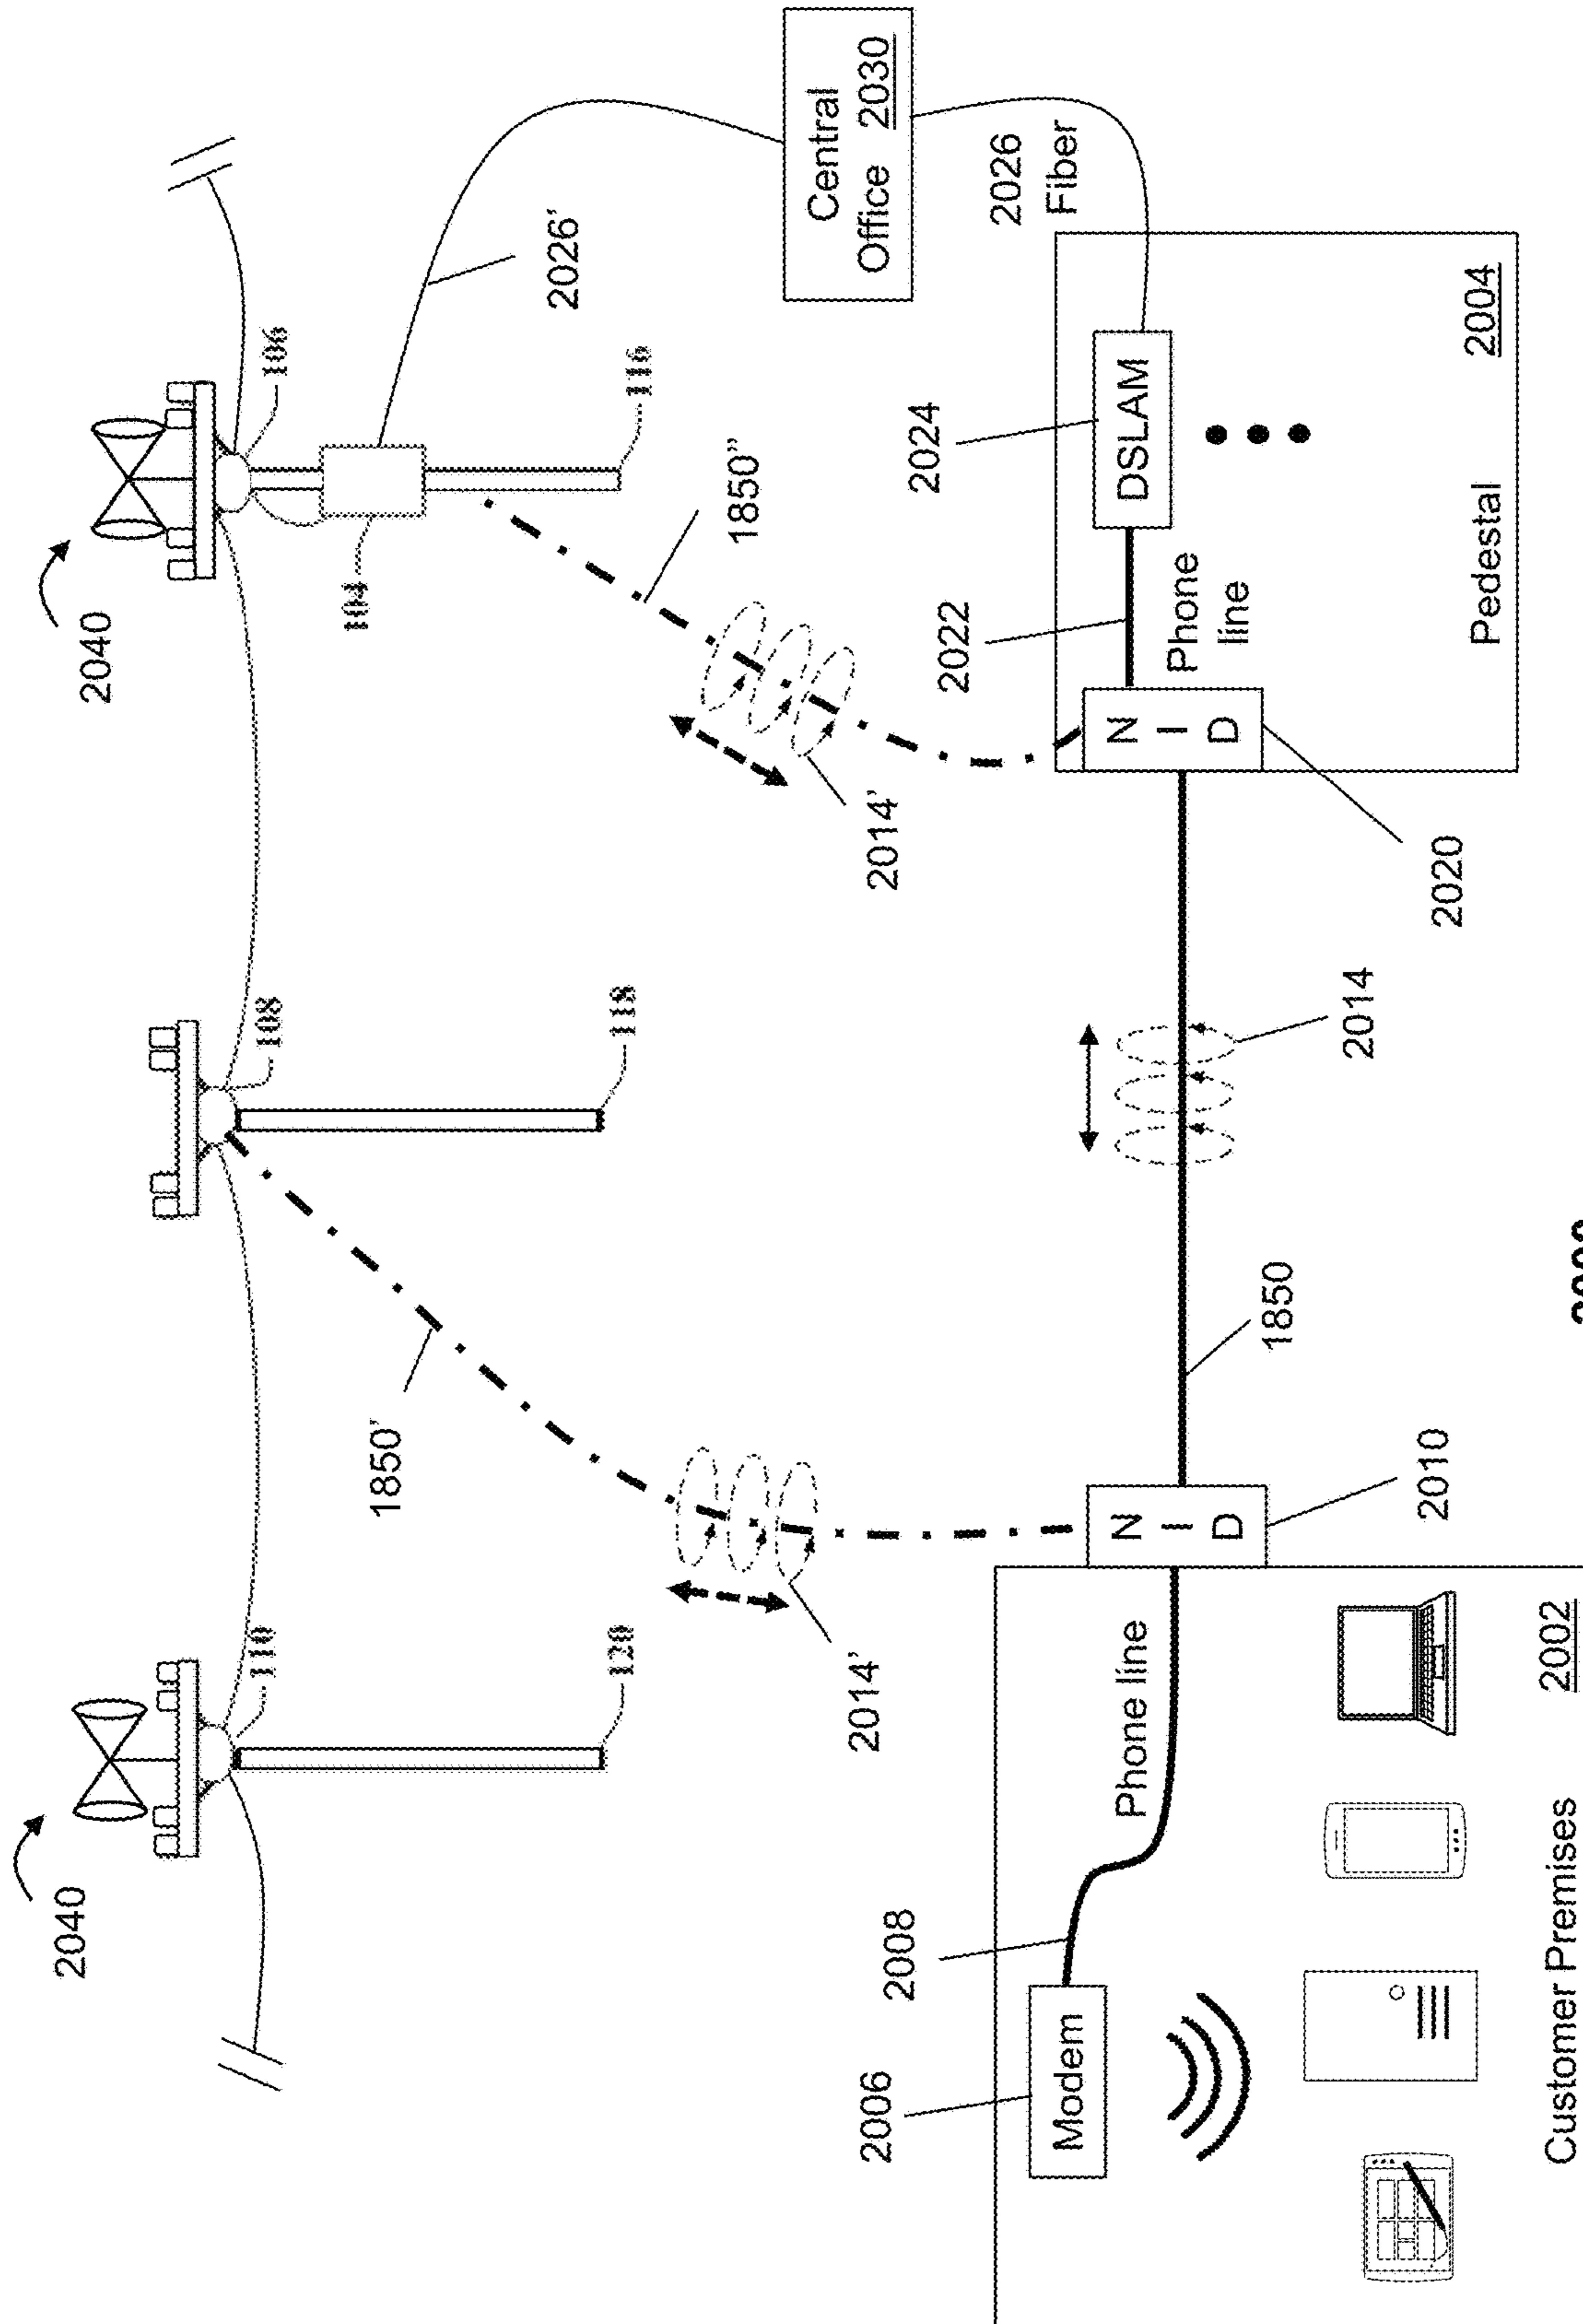 2040
2040
110
108
106
104
120
118
116
1850'
1850"
2026'
2014'
2014'
Central
Office 2030
2026
Fiber
2006
2008
Modem
Phone line
N
I
D
2010
1850
2014
2020
N
I
D
2022
Phone
line
2024
DSLAM
Pedestal
2004
Customer Premises
2002